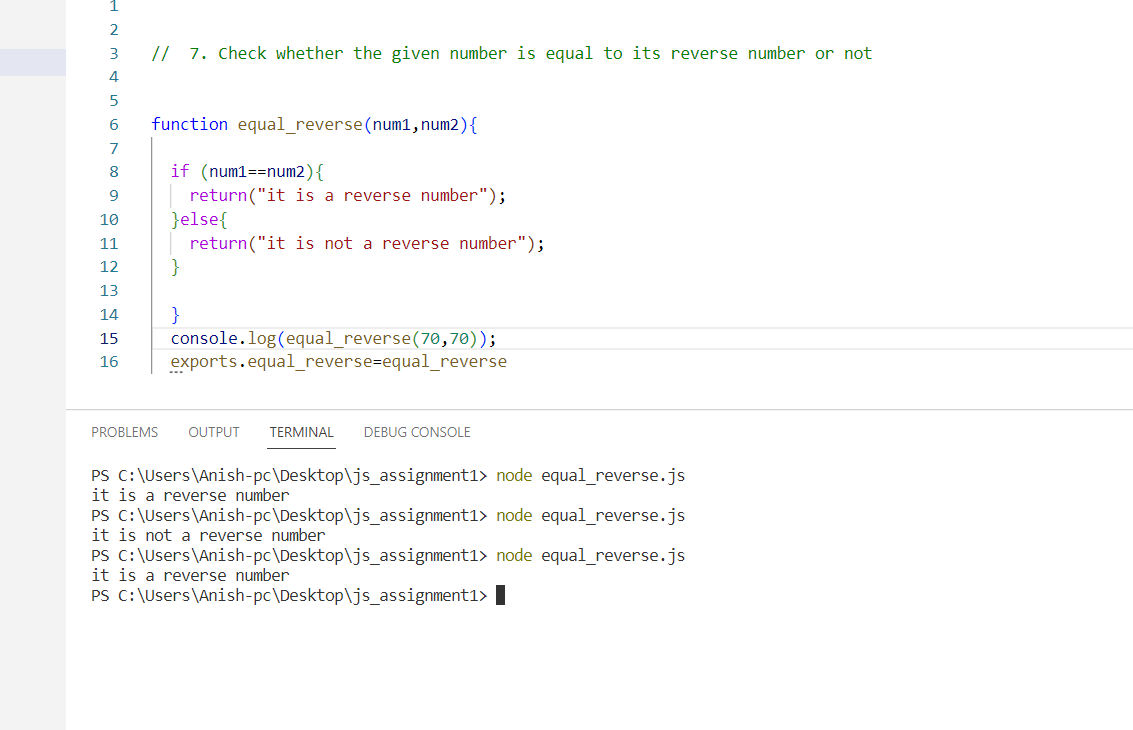 1
2
3 //  7. Check whether the given number is equal to its reverse number or not
4
5
6 function equal_reverse(num1,num2){
7
8   if (num1==num2){
9     return("it is a reverse number");
10   }else{
11     return("it is not a reverse number");
12   }
13
14   }
15   console.log(equal_reverse(70,70));
16   exports.equal_reverse=equal_reverse
PROBLEMS OUTPUT TERMINAL DEBUG CONSOLE
PS C:\Users\Anish-pc\Desktop\js_assignment1> node equal_reverse.js
it is a reverse number
PS C:\Users\Anish-pc\Desktop\js_assignment1> node equal_reverse.js
it is not a reverse number
PS C:\Users\Anish-pc\Desktop\js_assignment1> node equal_reverse.js
it is a reverse number
PS C:\Users\Anish-pc\Desktop\js_assignment1>